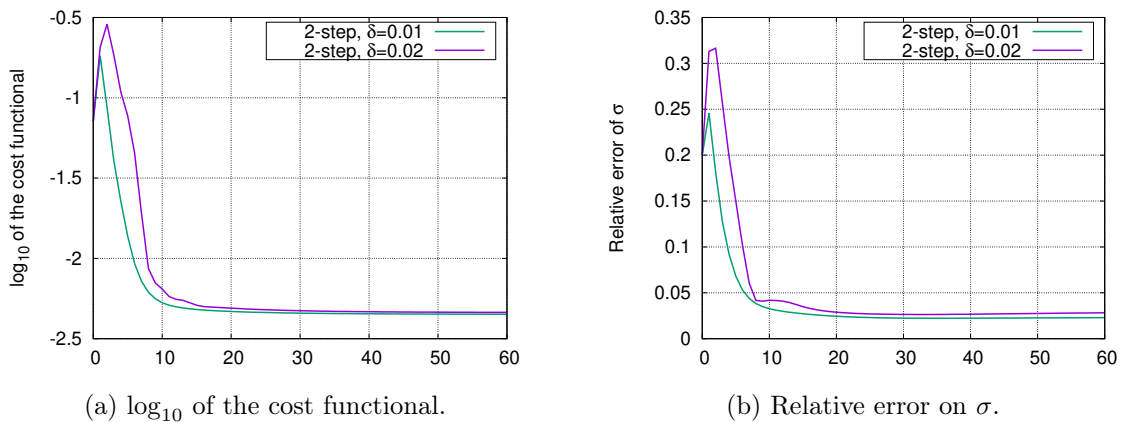 -0.5
-1
-1.5
-2
-2.5
0 10 20 30 40 50 60
log10 of the cost functional
2-step, δ=0.01
2-step, δ=0.02
(a) log10 of the cost functional.
0.35
0.3
0.25
0.2
0.15
0.1
0.05
0
0 10 20 30 40 50 60
Relative error of σ
2-step, δ=0.01
2-step, δ=0.02
(b) Relative error on σ.